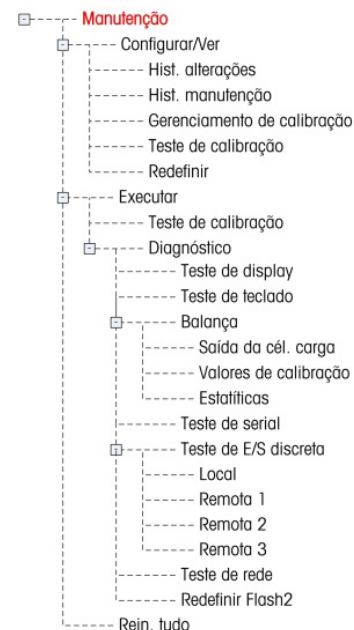 Manutenção
Configurar/Ver
Hist. alterações
Hist. manutenção
Gerenciamento de calibração
Teste de calibração
Redefinir
Executar
Teste de calibração
Diagnóstico
Teste de display
Teste de teclado
Balança
Saída da cél. carga
Valores de calibração
Estatíticas
Teste de serial
Teste de E/S discreta
Local
Remota 1
Remota 2
Remota 3
Teste de rede
Redefinir Flash2
Rein. tudo